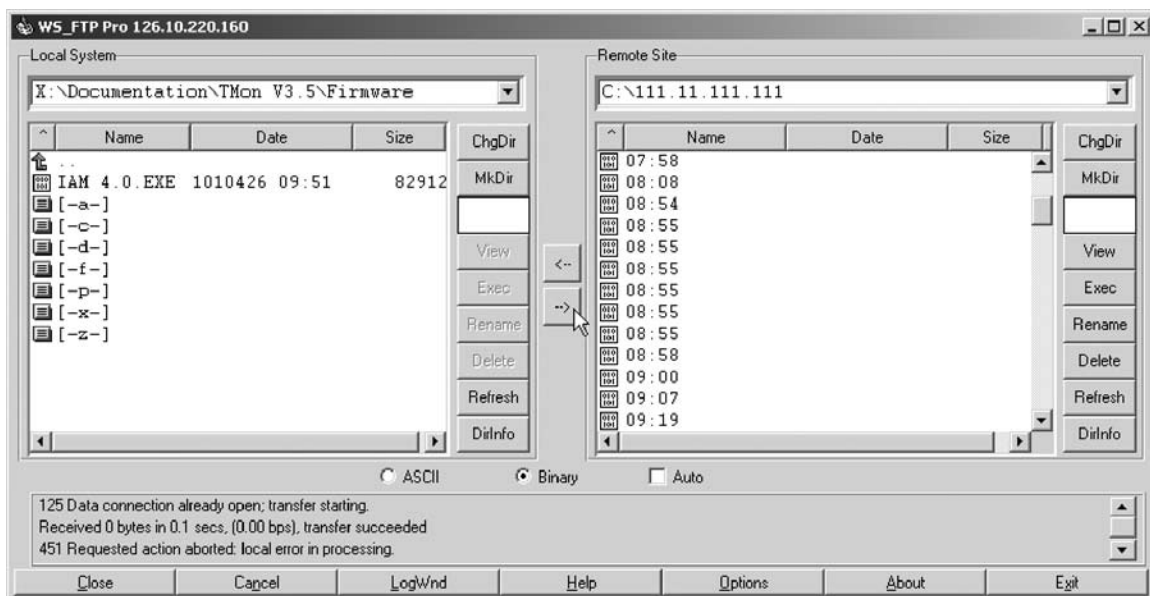 WS_FTP Pro 126.10.220.160
Local System
X:\Documentation\TMon V3.5\Firmware
^ Name Date Size
..
IAM 4.0.EXE 1010426 09:51 82912
[-a-]
[-c-]
[-d-]
[-f-]
[-p-]
[-x-]
[-z-]
ChgDir
MkDir
View
Exec
Rename
Delete
Refresh
DirInfo
<--
-->
Remote Site
C:\111.11.111.111
^ Name Date Size
07:58
08:08
08:54
08:55
08:55
08:55
08:55
08:55
08:55
08:58
09:00
09:07
09:19
ChgDir
MkDir
View
Exec
Rename
Delete
Refresh
DirInfo
ASCII Binary Auto
125 Data connection already open; transfer starting.
Received 0 bytes in 0.1 secs, (0.00 bps), transfer succeeded
451 Requested action aborted: local error in processing.
Close Cancel LogWnd Help Options About Exit